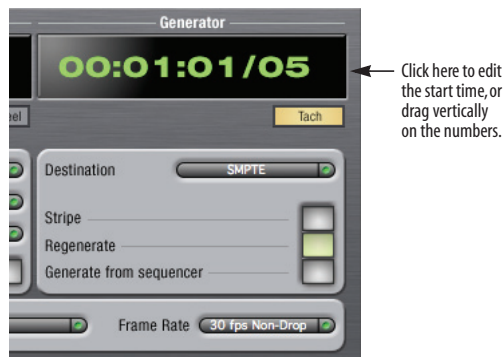 Generator
00:01:01/05
Click here to edit
the start time, or
drag vertically
on the numbers.
eel
Tach
Destination SMPTE
Stripe
Regenerate
Generate from sequencer
Frame Rate 30 fps Non-Drop